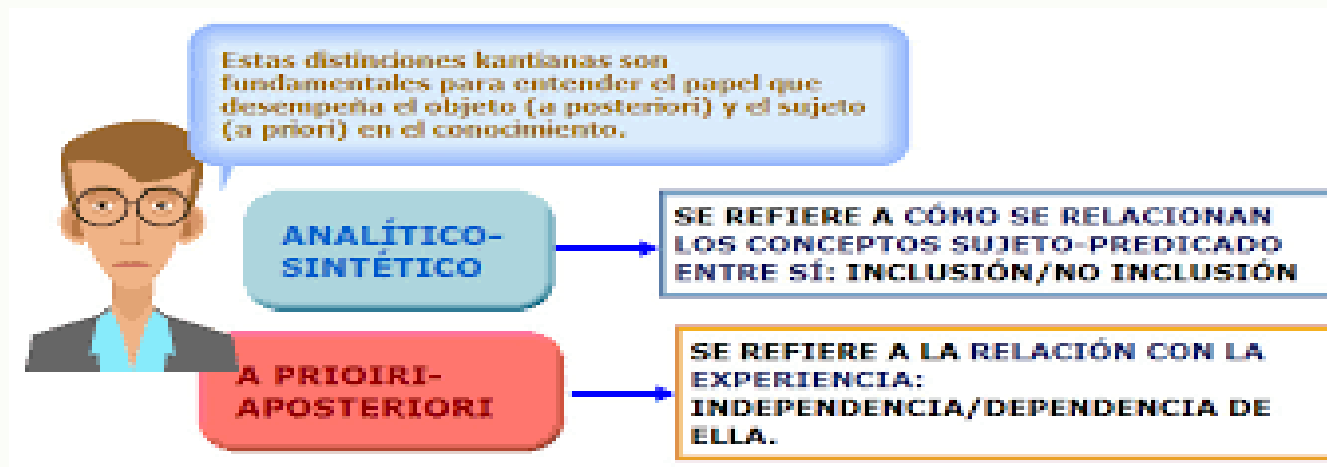 Estas distinciones kantianas son
fundamentales para entender el papel que
desempeña el objeto (a posteriori) y el sujeto
(a priori) en el conocimiento.
ANALÍTICO-
SINTÉTICO
SE REFIERE A CÓMO SE RELACIONAN
LOS CONCEPTOS SUJETO-PREDICADO
ENTRE SÍ: INCLUSIÓN/NO INCLUSIÓN
A PRIOIRI-
APOSTERIORI
SE REFIERE A LA RELACIÓN CON LA
EXPERIENCIA:
INDEPENDENCIA/DEPENDENCIA DE
ELLA.